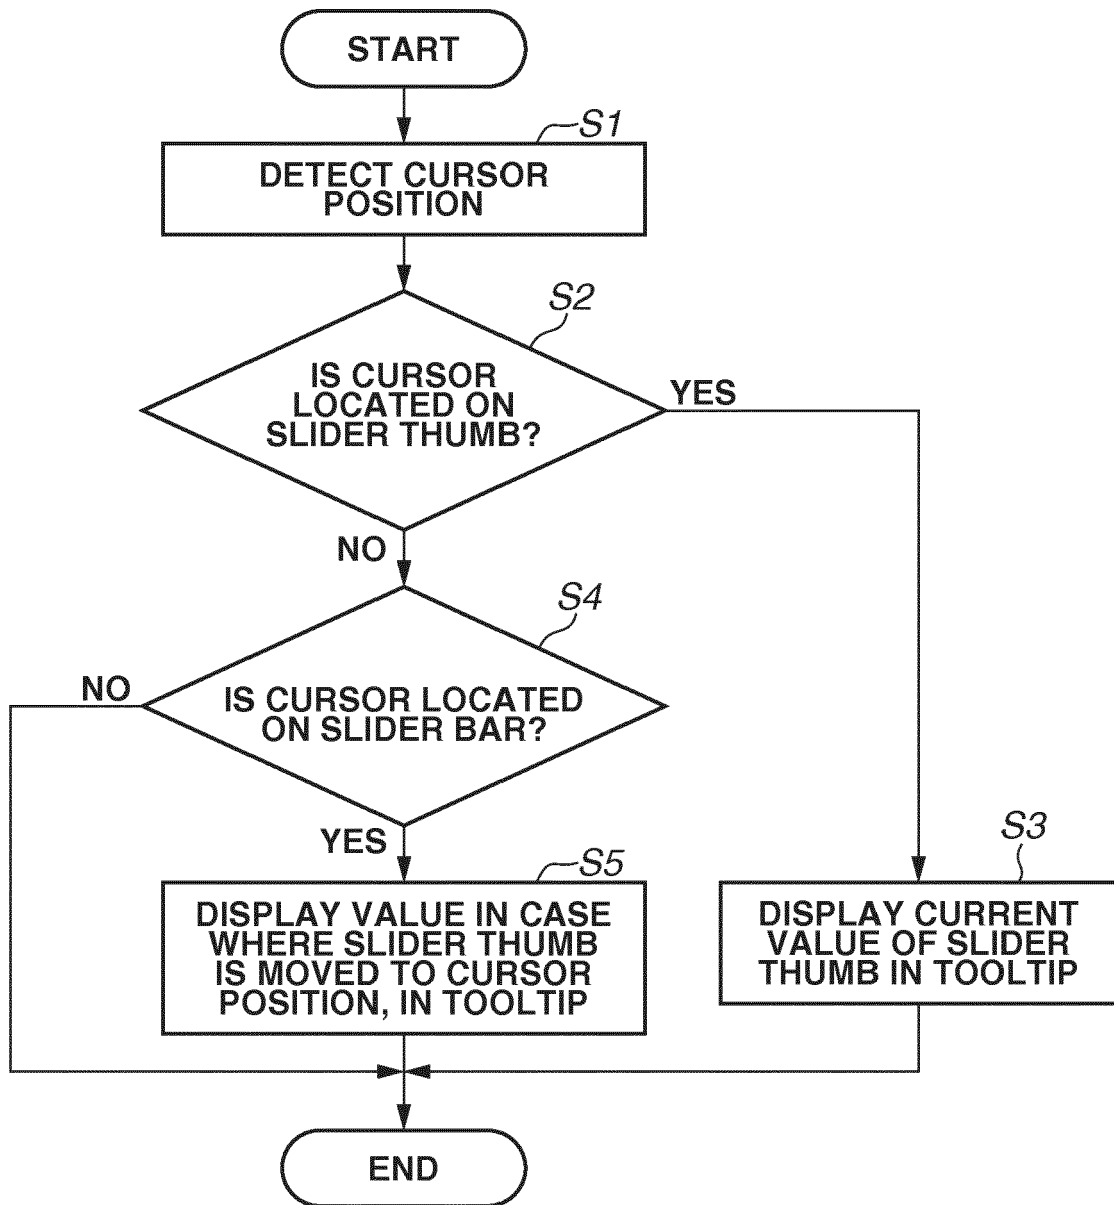 START
S1
DETECT CURSOR
POSITION
S2
IS CURSOR
LOCATED ON
SLIDER THUMB?
YES
NO
S4
NO
IS CURSOR LOCATED
ON SLIDER BAR?
YES
S5
DISPLAY VALUE IN CASE
WHERE SLIDER THUMB
IS MOVED TO CURSOR
POSITION, IN TOOLTIP
S3
DISPLAY CURRENT
VALUE OF SLIDER
THUMB IN TOOLTIP
END